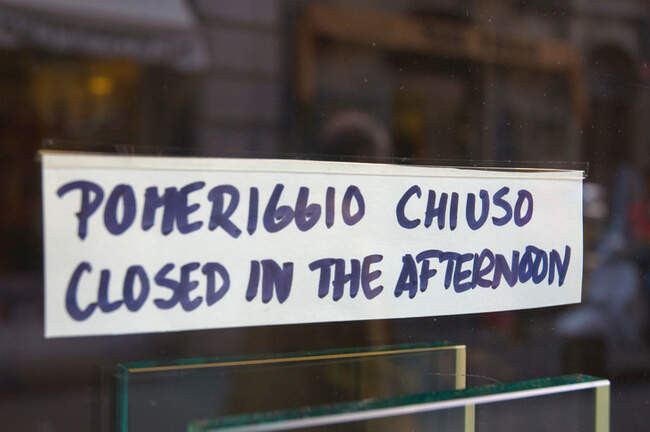 POMERIGGIO CHIUSO
CLOSED IN THE AFTERNOON